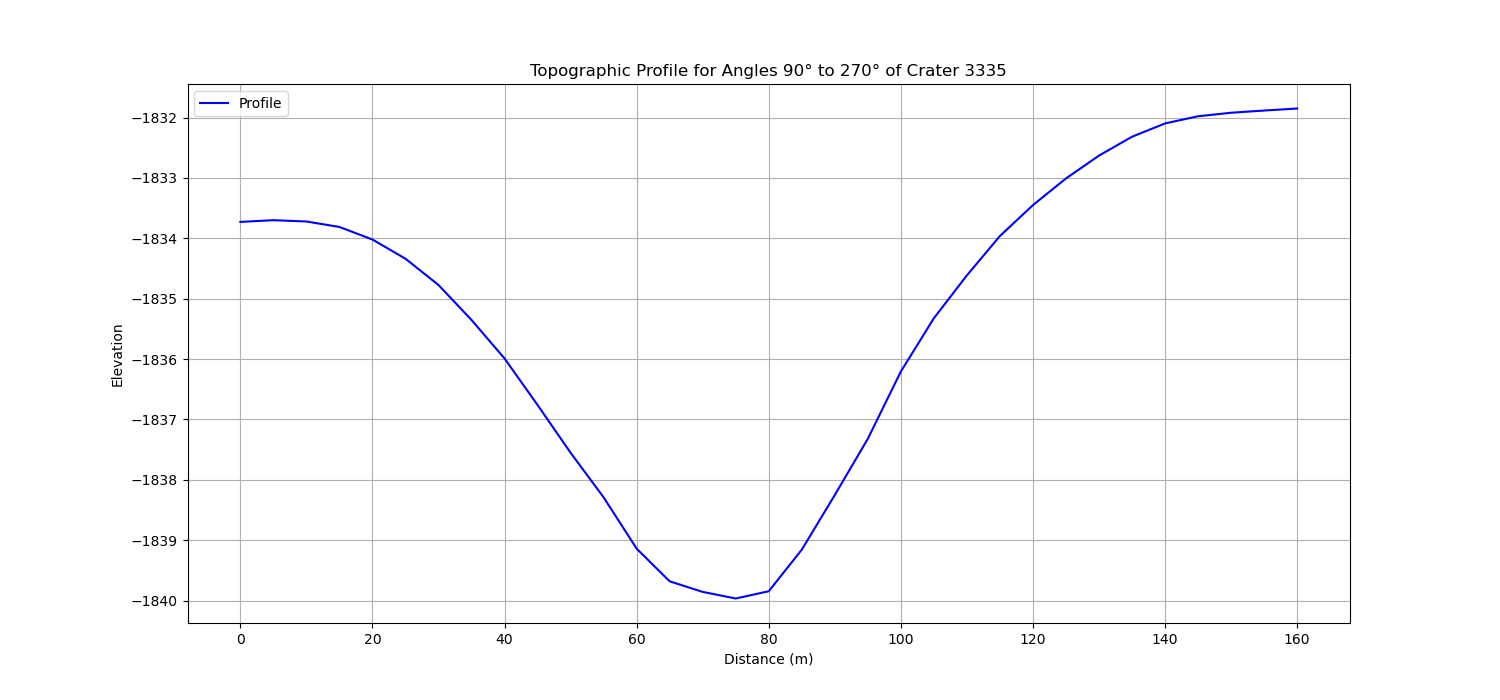 Topographic Profile for Angles 90° to 270° of Crater 3335
Profile
−1832
−1833
−1834
−1835
−1836
−1837
−1838
−1839
−1840
Elevation
0 20 40 60 80 100 120 140 160
Distance (m)